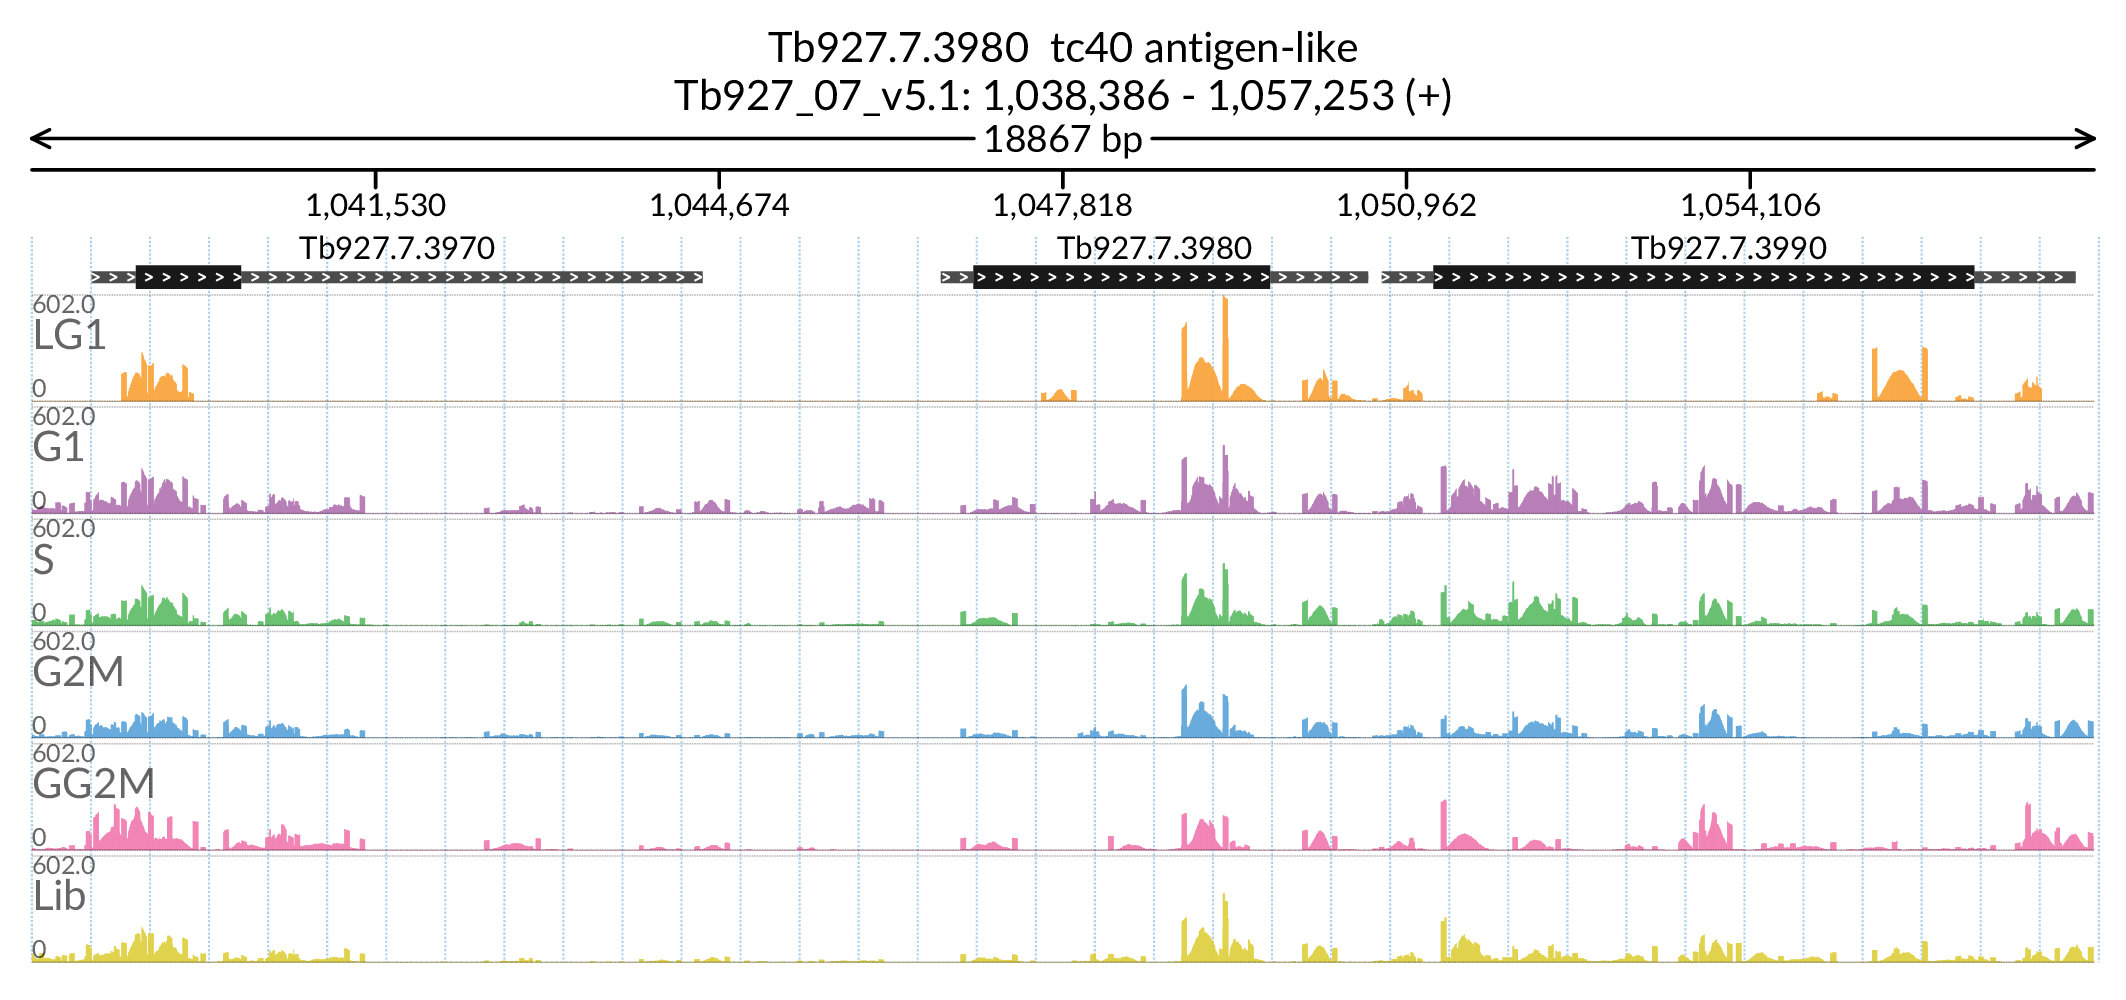 Tb927.7.3980  tc40 antigen-like
Tb927_07_v5.1: 1,038,386 - 1,057,253 (+)
18867 bp
1,041,530 1,044,674 1,047,818 1,050,962 1,054,106
Tb927.7.3970 Tb927.7.3980 Tb927.7.3990
602.0
LG1
0
602.0
G1
0
602.0
S
0
602.0
G2M
0
602.0
GG2M
0
602.0
Lib
0